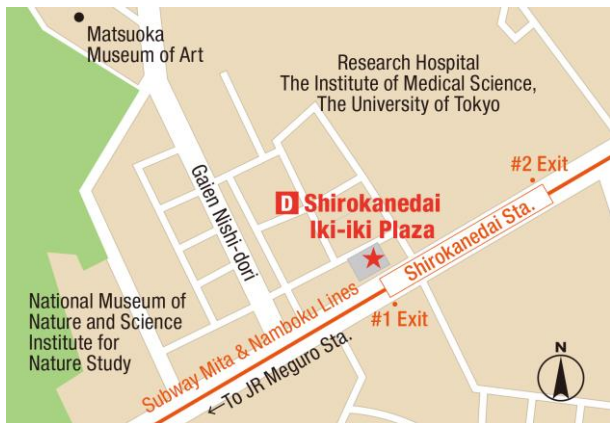 Matsuoka
Museum of Art
Research Hospital
The Institute of Medical Science,
The University of Tokyo
#2 Exit
Gaien Nishi-dori
D Shirokanedai
Iki-iki Plaza
Shirokanedai Sta.
National Museum of
Nature and Science
Institute for
Nature Study
Subway Mita & Namboku Lines
#1 Exit
←To JR Meguro Sta.
N